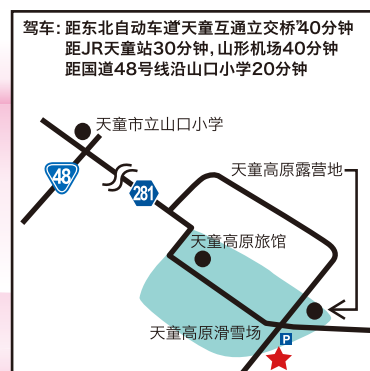 驾车：距东北自动车道“天童互通立交桥”40分钟
距JR天童站30分钟，山形机场40分钟
距国道48号线沿山口小学20分钟
天童市立山口小学
48
281
天童高原露营地
天童高原旅馆
天童高原滑雪场
P